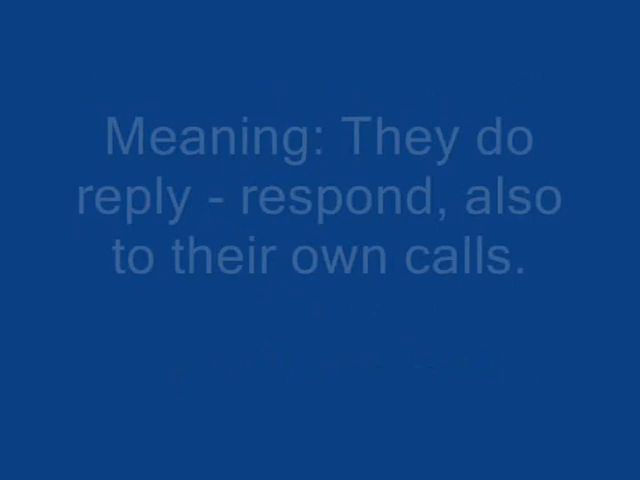 Meaning: They do
reply - respond, also
to their own calls.